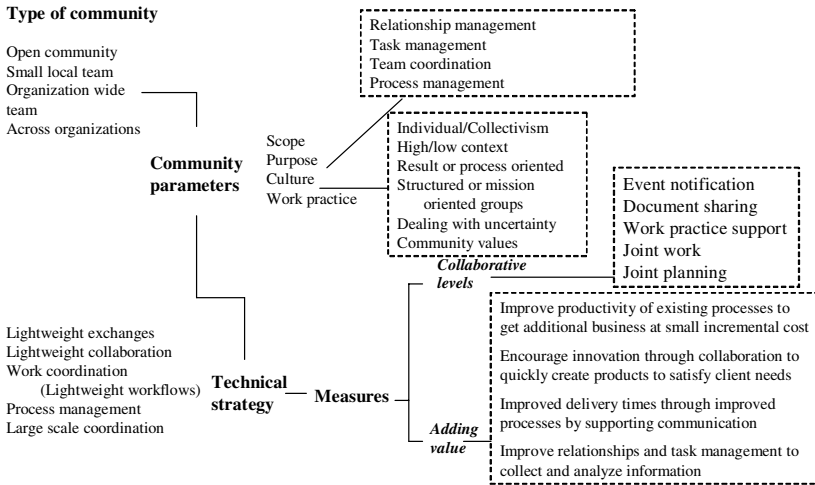 Type of community
Open community
Small local team
Organization wide
team
Across organizations
Community
parameters
Scope
Purpose
Culture
Work practice
Relationship management
Task management
Team coordination
Process management
Individual/Collectivism
High/low context
Result or process oriented
Structured or mission
oriented groups
Dealing with uncertainty
Community values
Event notification
Document sharing
Work practice support
Joint work
Joint planning
Collaborative
levels
Lightweight exchanges
Lightweight collaboration
Work coordination
(Lightweight workflows)
Process management
Large scale coordination
Technical
strategy
Measures
Adding
value
Improve productivity of existing processes to
get additional business at small incremental cost
Encourage innovation through collaboration to
quickly create products to satisfy client needs
Improved delivery times through improved
processes by supporting communication
Improve relationships and task management to
collect and analyze information